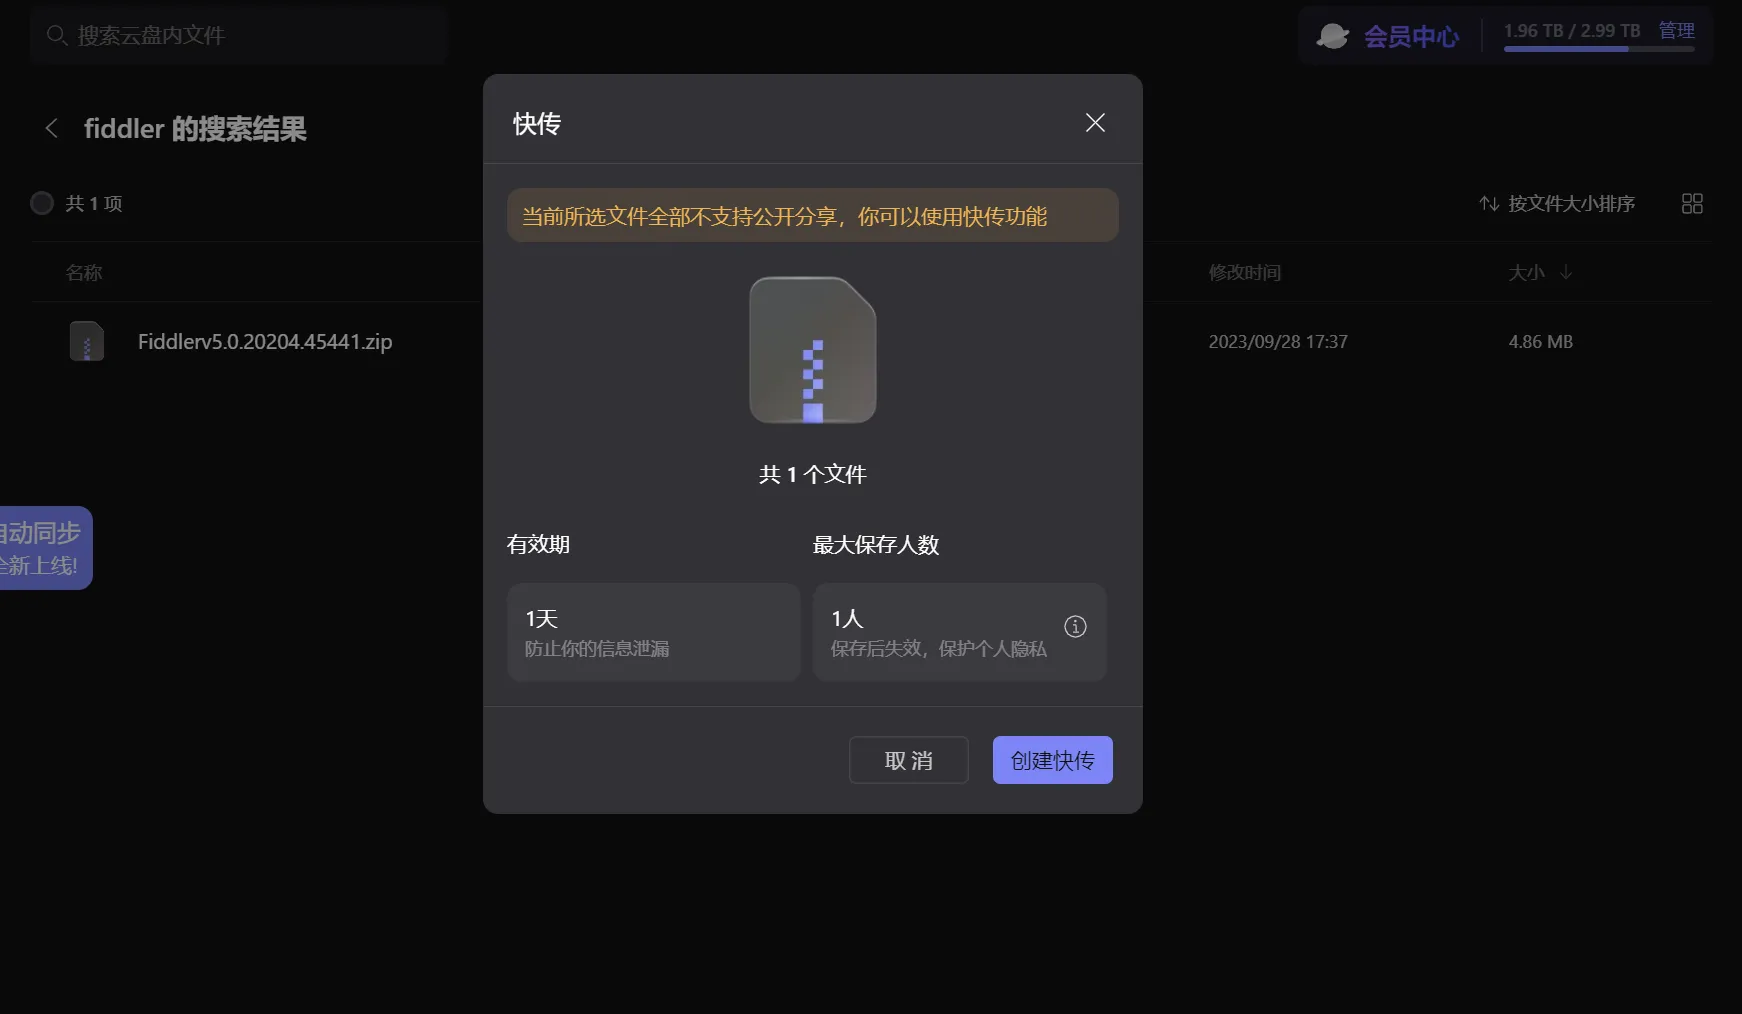 搜索云盘内文件
会员中心
1.96 TB / 2.99 TB 管理
fiddler 的搜索结果
共 1 项
按文件大小排序
名称
修改时间
大小
Fiddlerv5.0.20204.45441.zip
2023/09/28 17:37
4.86 MB
自动同步
全新上线!
快传
当前所选文件全部不支持公开分享，你可以使用快传功能
共 1 个文件
有效期
最大保存人数
1天
防止你的信息泄漏
1人
保存后失效，保护个人隐私
取 消
创建快传